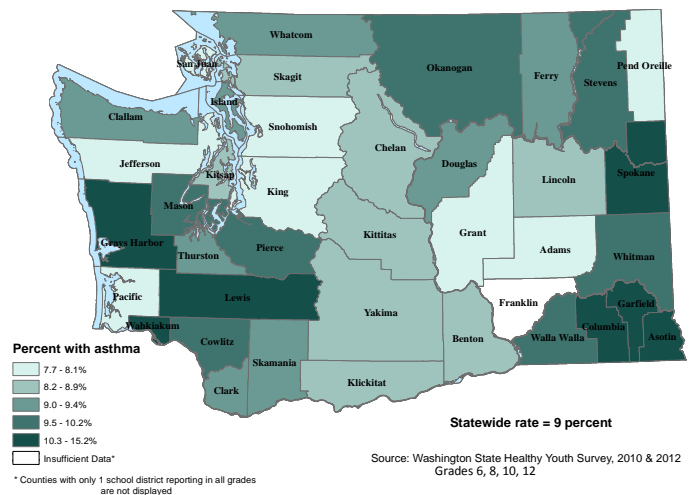 Whatcom
San Juan
Skagit
Okanogan
Ferry
Stevens
Pend Oreille
Island
Clallam
Snohomish
Chelan
Douglas
Jefferson
Kitsap
King
Lincoln
Spokane
Mason
Grays Harbor
Kittitas
Grant
Adams
Thurston
Pierce
Whitman
Pacific
Lewis
Yakima
Franklin
Garfield
Wahkiakum
Cowlitz
Benton
Walla Walla
Columbia
Asotin
Skamania
Clark
Klickitat
Percent with asthma
7.7 - 8.1%
8.2 - 8.9%
9.0 - 9.4%
9.5 - 10.2%
10.3 - 15.2%
Insufficient Data*
* Counties with only 1 school district reporting in all grades
are not displayed
Statewide rate = 9 percent
Source: Washington State Healthy Youth Survey, 2010 & 2012
Grades 6, 8, 10, 12